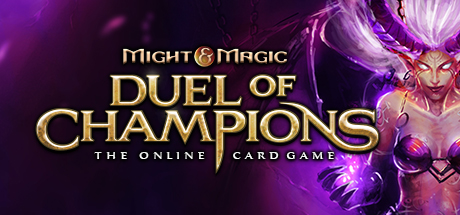 MIGHT & MAGIC
DUEL OF
CHAMPIONS
THE ONLINE CARD GAME